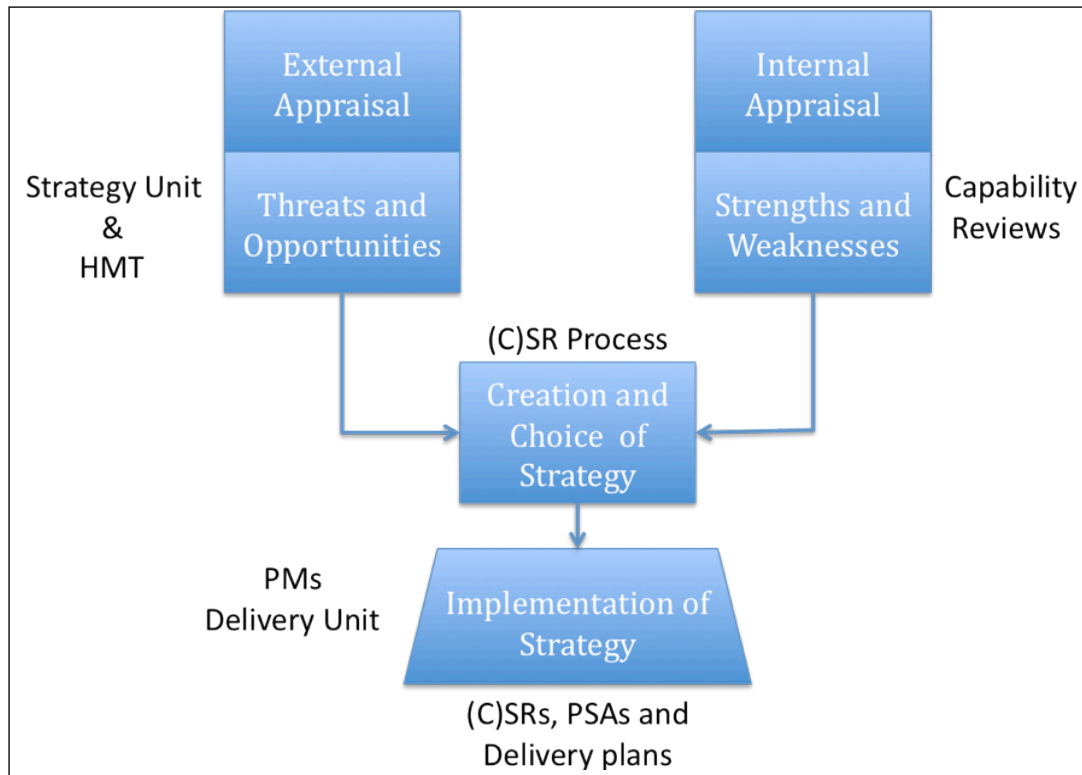 External
Appraisal
Internal
Appraisal
Strategy Unit
&
HMT
Threats and
Opportunities
Strengths and
Weaknesses
Capability
Reviews
(C)SR Process
Creation and
Choice of
Strategy
PMs
Delivery Unit
Implementation of
Strategy
(C)SRs, PSAs and
Delivery plans